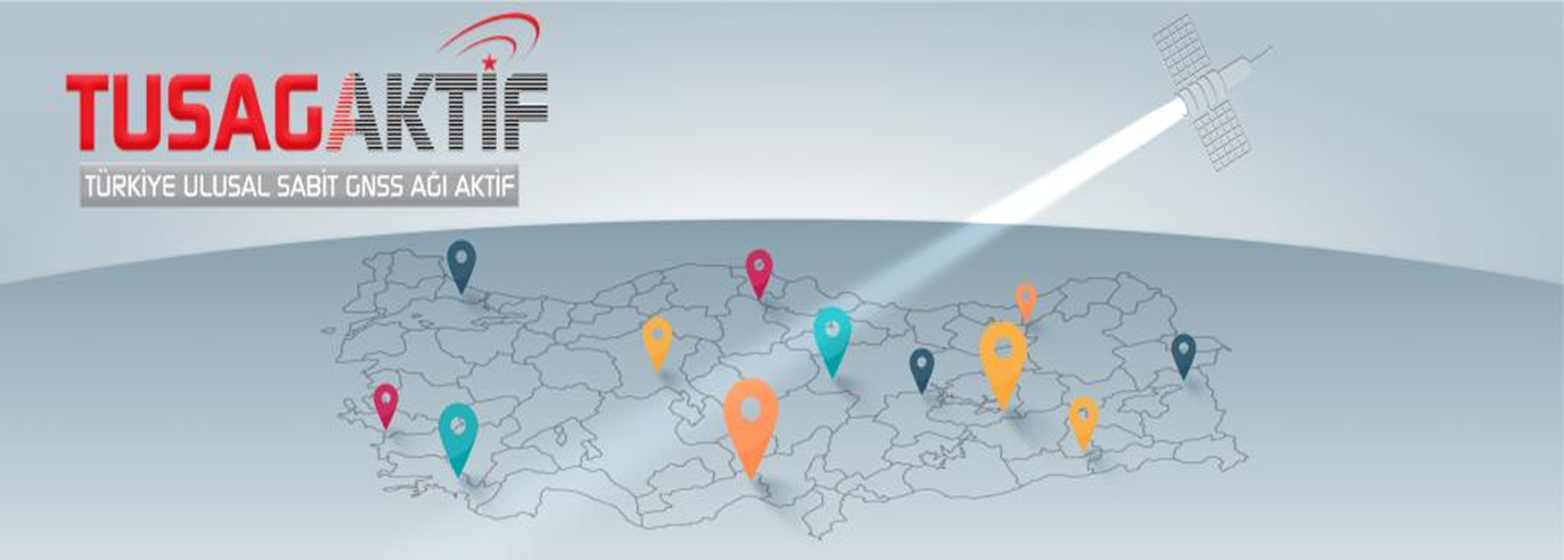 TUSAGAKTİF
TÜRKİYE ULUSAL SABİT GNSS AĞI AKTİF